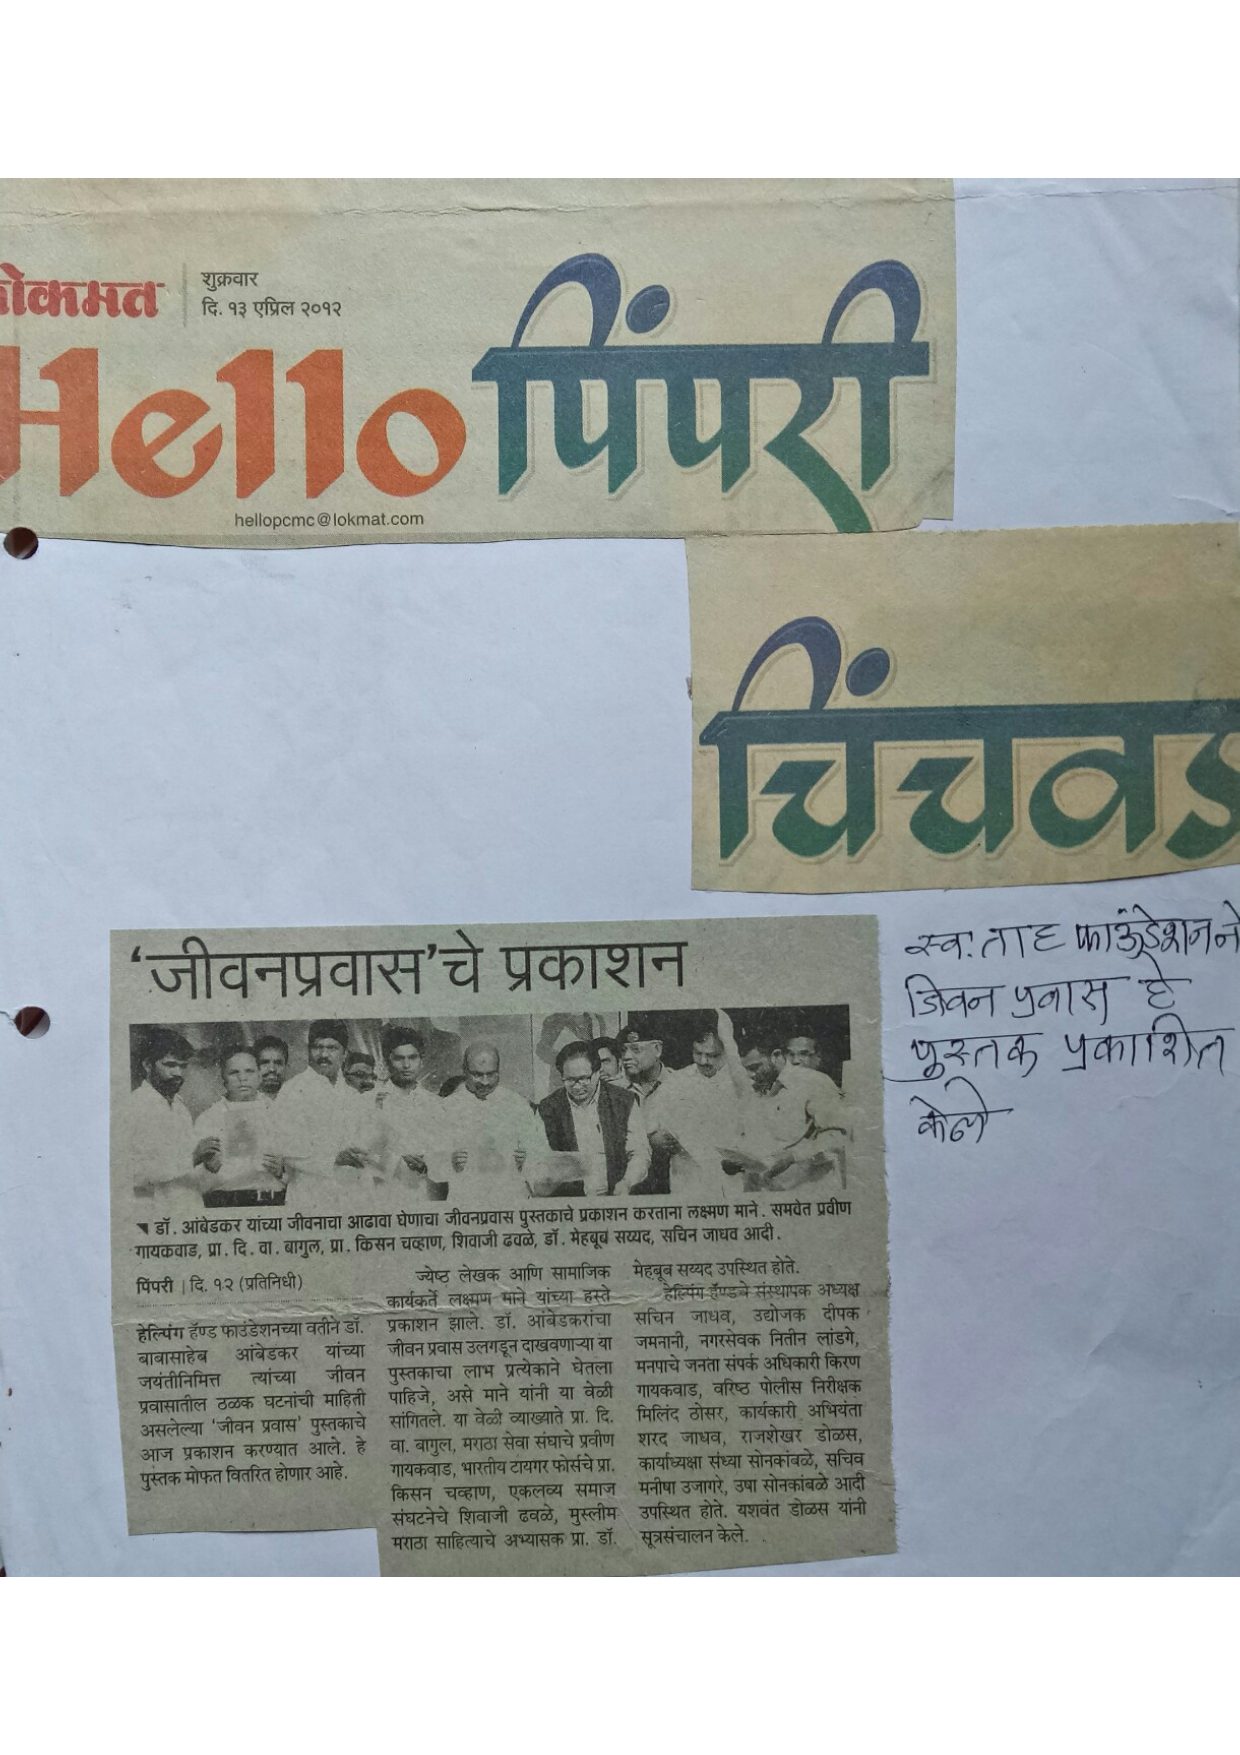 लोकमत
शुक्रवार
दि. १३ एप्रिल २०१२
Hello पिंपरी
hellopcmc@lokmat.com
चिंचवड
‘जीवनप्रवास’चे प्रकाशन
डॉ. आंबेडकर यांच्या जीवनाचा आढावा घेणाचा जीवनप्रवास पुस्तकाचे प्रकाशन करताना लक्ष्मण माने. समवेत प्रवीण
गायकवाड, प्रा. दि. वा. बागुल, प्रा. किसन चव्हाण, शिवाजी ढवळे, डॉ. मेहबूब सय्यद, सचिन जाधव आदी.
पिंपरी | दि. १२ (प्रतिनिधी)
हेल्पिंग हॅण्ड फाउंडेशनच्या वतीने डॉ.
बाबासाहेब आंबेडकर यांच्या
जयंतीनिमित्त त्यांच्या जीवन
प्रवासातील ठळक घटनांची माहिती
असलेल्या ‘जीवन प्रवास’ पुस्तकाचे
आज प्रकाशन करण्यात आले. हे
पुस्तक मोफत वितरित होणार आहे.
ज्येष्ठ लेखक आणि सामाजिक
कार्यकर्ते लक्ष्मण माने यांच्या हस्ते
प्रकाशन झाले. डॉ. आंबेडकरांचा
जीवन प्रवास उलगडून दाखवणाऱ्या या
पुस्तकाचा लाभ प्रत्येकाने घेतला
पाहिजे, असे माने यांनी या वेळी
सांगितले. या वेळी व्याख्याते प्रा. दि.
वा. बागुल, मराठा सेवा संघाचे प्रवीण
गायकवाड, भारतीय टायगर फोर्सचे प्रा.
किसन चव्हाण, एकलव्य समाज
संघटनेचे शिवाजी ढवळे, मुस्लीम
मराठा साहित्याचे अभ्यासक प्रा. डॉ.
मेहबूब सय्यद उपस्थित होते.
हेल्पिंग हॅण्डचे संस्थापक अध्यक्ष
सचिन जाधव, उद्योजक दीपक
जमनानी, नगरसेवक नितीन लांडगे,
मनपाचे जनता संपर्क अधिकारी किरण
गायकवाड, वरिष्ठ पोलीस निरीक्षक
मिलिंद ठोसर, कार्यकारी अभियंता
शरद जाधव, राजशेखर डोळस,
कार्याध्यक्षा संध्या सोनकांबळे, सचिव
मनीषा उजागरे, उषा सोनकांबळे आदी
उपस्थित होते. यशवंत डोळस यांनी
सूत्रसंचालन केले.
स्व. ताह फाऊंडेशनने
जिवन प्रवास हे
पुस्तक प्रकाशित
केले